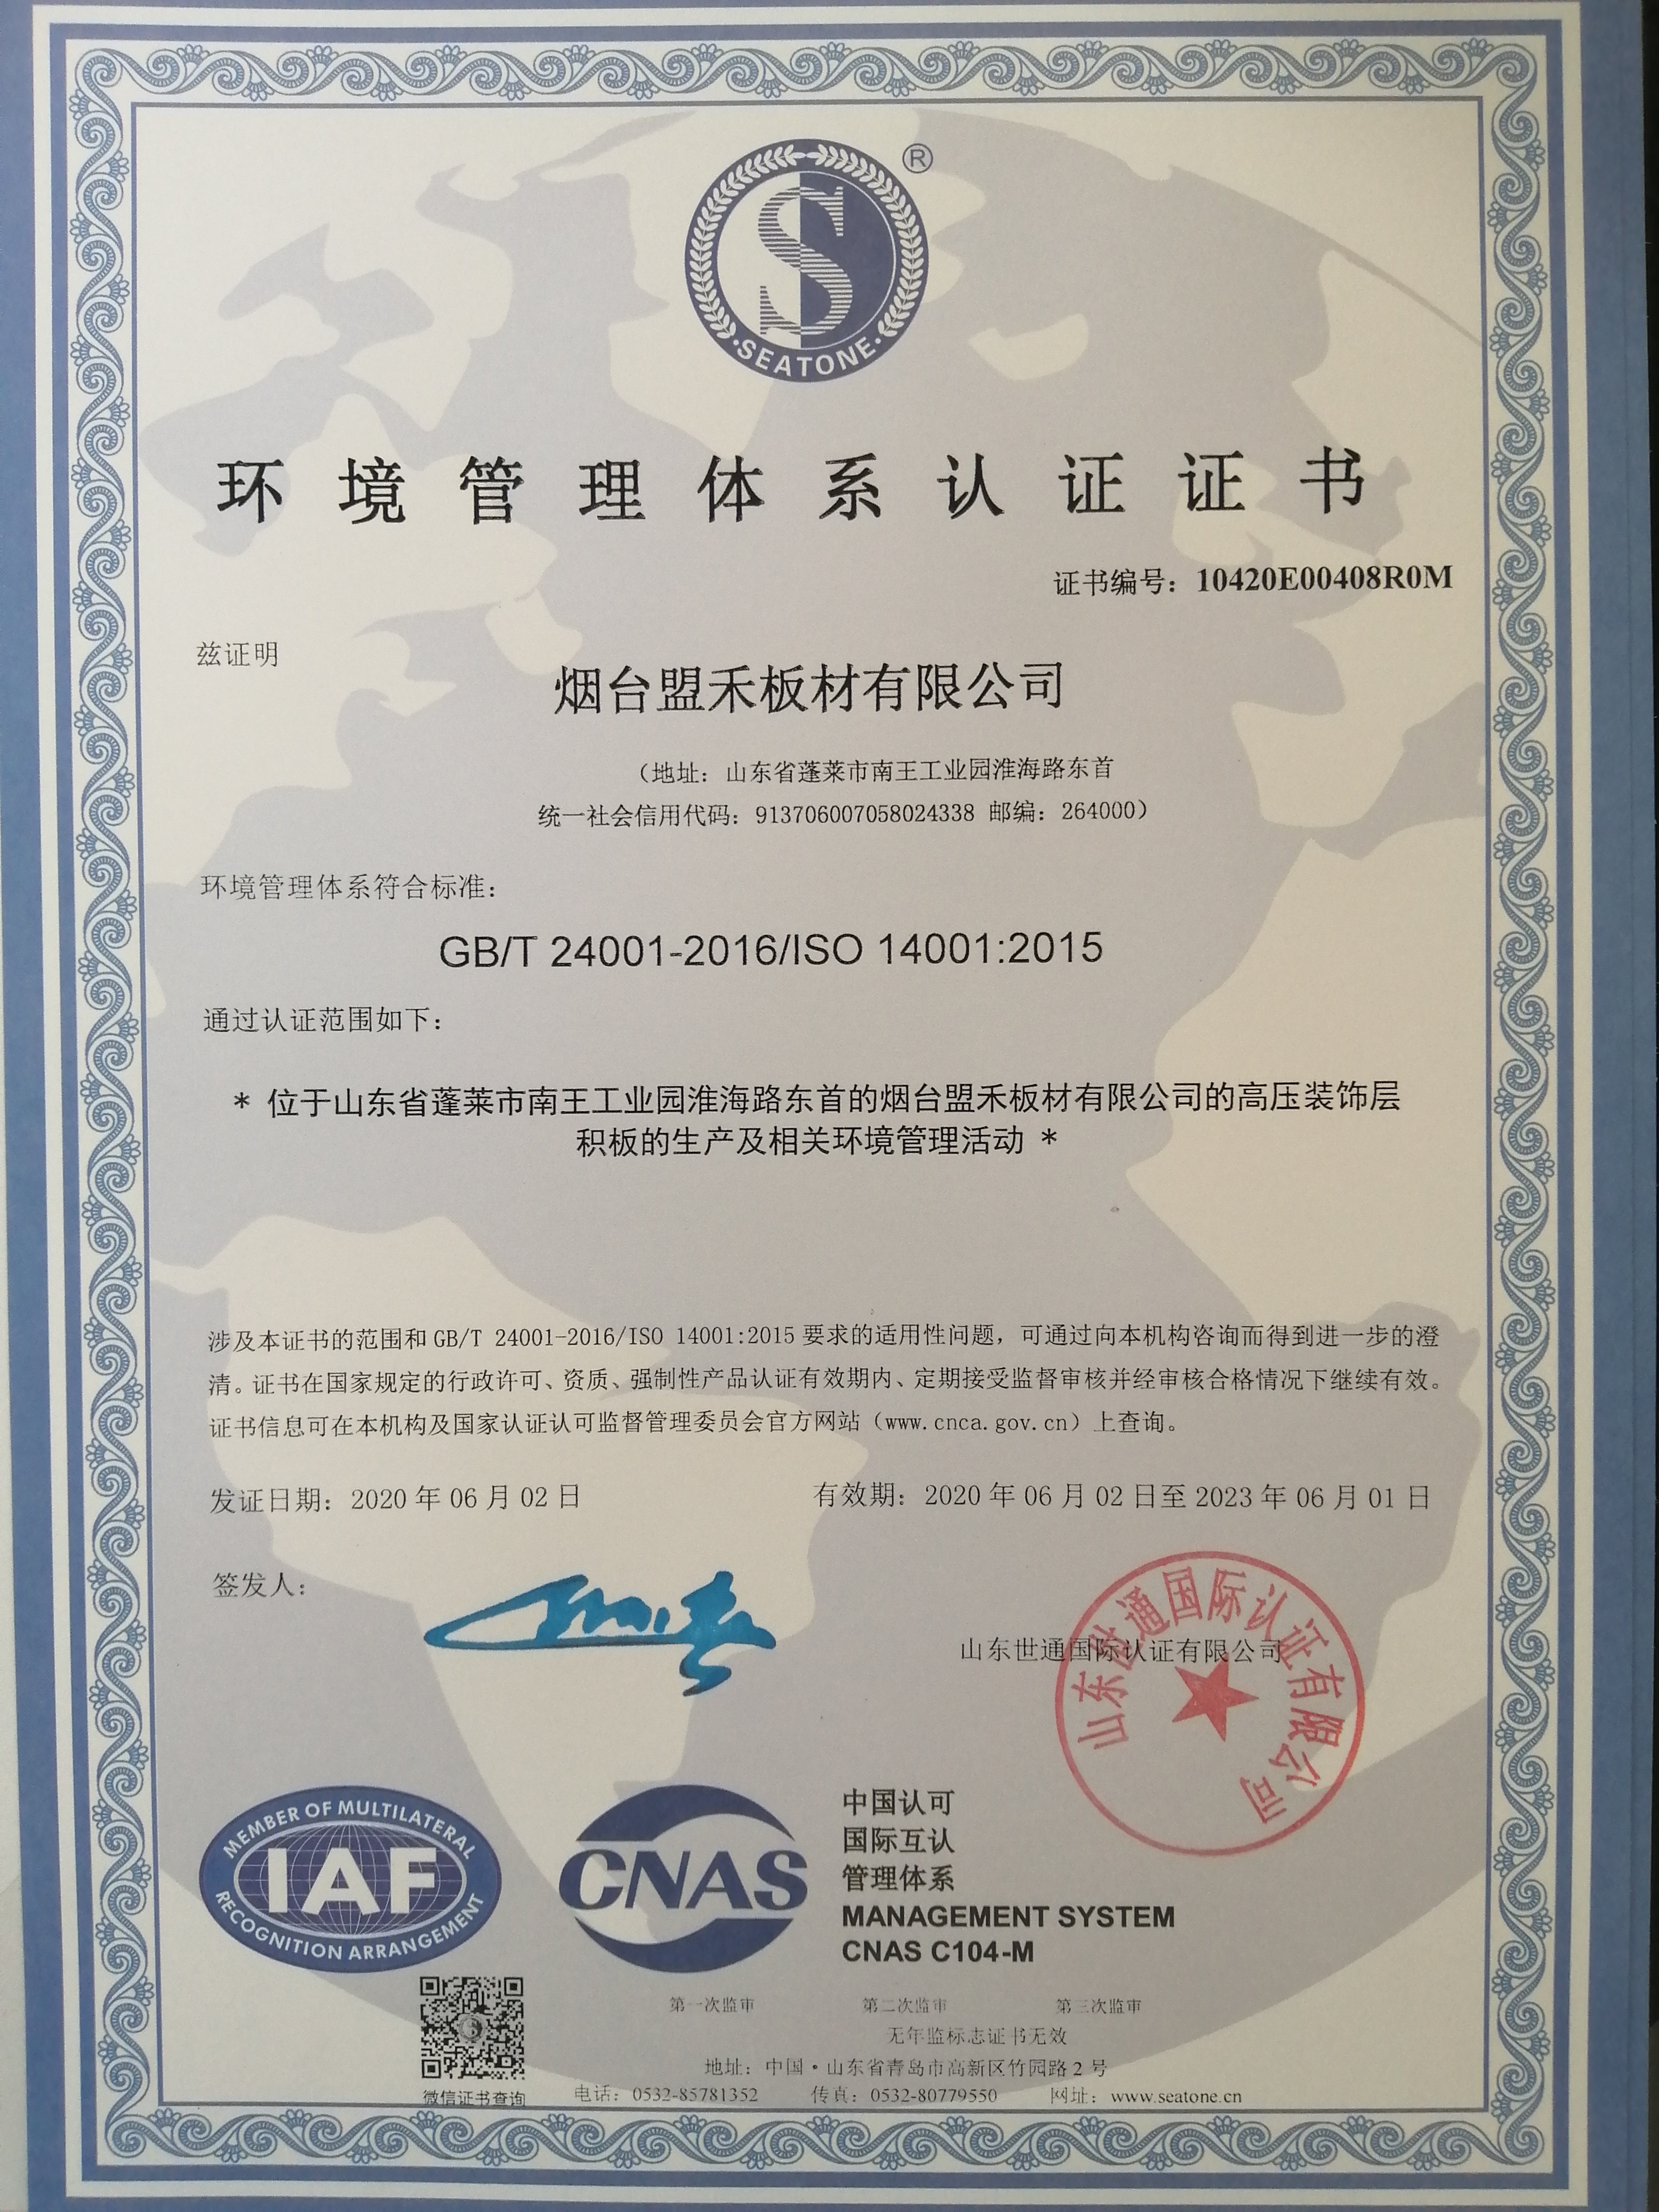 ®
S
·SEATONE·
环境管理体系认证证书
证书编号：10420E00408R0M
兹证明
烟台盟禾板材有限公司
（地址：山东省蓬莱市南王工业园淮海路东首
统一社会信用代码：913706007058024338 邮编：264000）
环境管理体系符合标准：
GB/T 24001-2016/ISO 14001:2015
通过认证范围如下：
* 位于山东省蓬莱市南王工业园淮海路东首的烟台盟禾板材有限公司的高压装饰层
积板的生产及相关环境管理活动 *
涉及本证书的范围和 GB/T 24001-2016/ISO 14001:2015 要求的适用性问题，可通过向本机构咨询而得到进一步的澄
清。证书在国家规定的行政许可、资质、强制性产品认证有效期内、定期接受监督审核并经审核合格情况下继续有效。
证书信息可在本机构及国家认证认可监督管理委员会官方网站（www.cnca.gov.cn）上查询。
发证日期：2020 年 06 月 02 日 有效期：2020 年 06 月 02 日至 2023 年 06 月 01 日
签发人：
山东世通国际认证有限公司
山东世通国际认证有限公司
MEMBER OF MULTILATERAL
IAF
RECOGNITION ARRANGEMENT
CNAS
中国认可
国际互认
管理体系
MANAGEMENT SYSTEM
CNAS C104-M
第一次监审 第二次监审 第三次监审
无年监标志证书无效
地址：中国·山东省青岛市高新区竹园路 2 号
微信证书查询 电话：0532-85781352 传真：0532-80779550 网址：www.seatone.cn